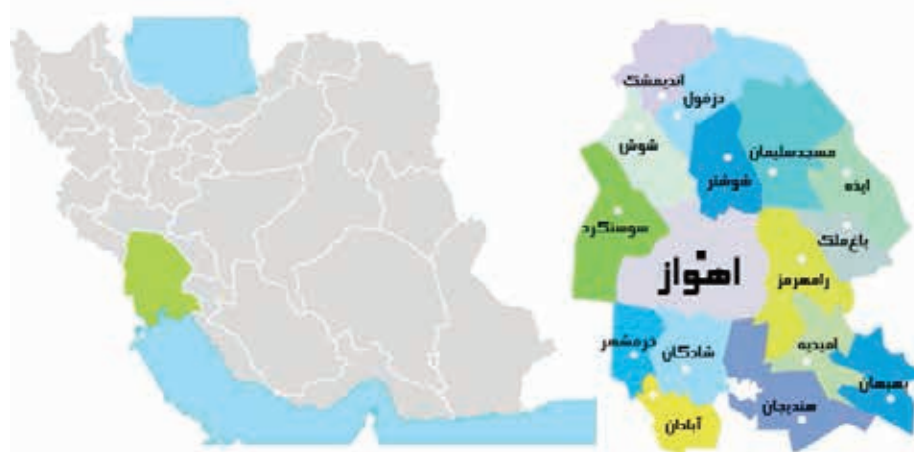 اندیمشک
دزفول
شوش
مسجدسلیمان
شوشتر
ایذه
سوسنگرد
باغ‌ملک
اهواز
رامهرمز
خرمشهر
شادگان
امیدیه
بهبهان
هندیجان
آبادان